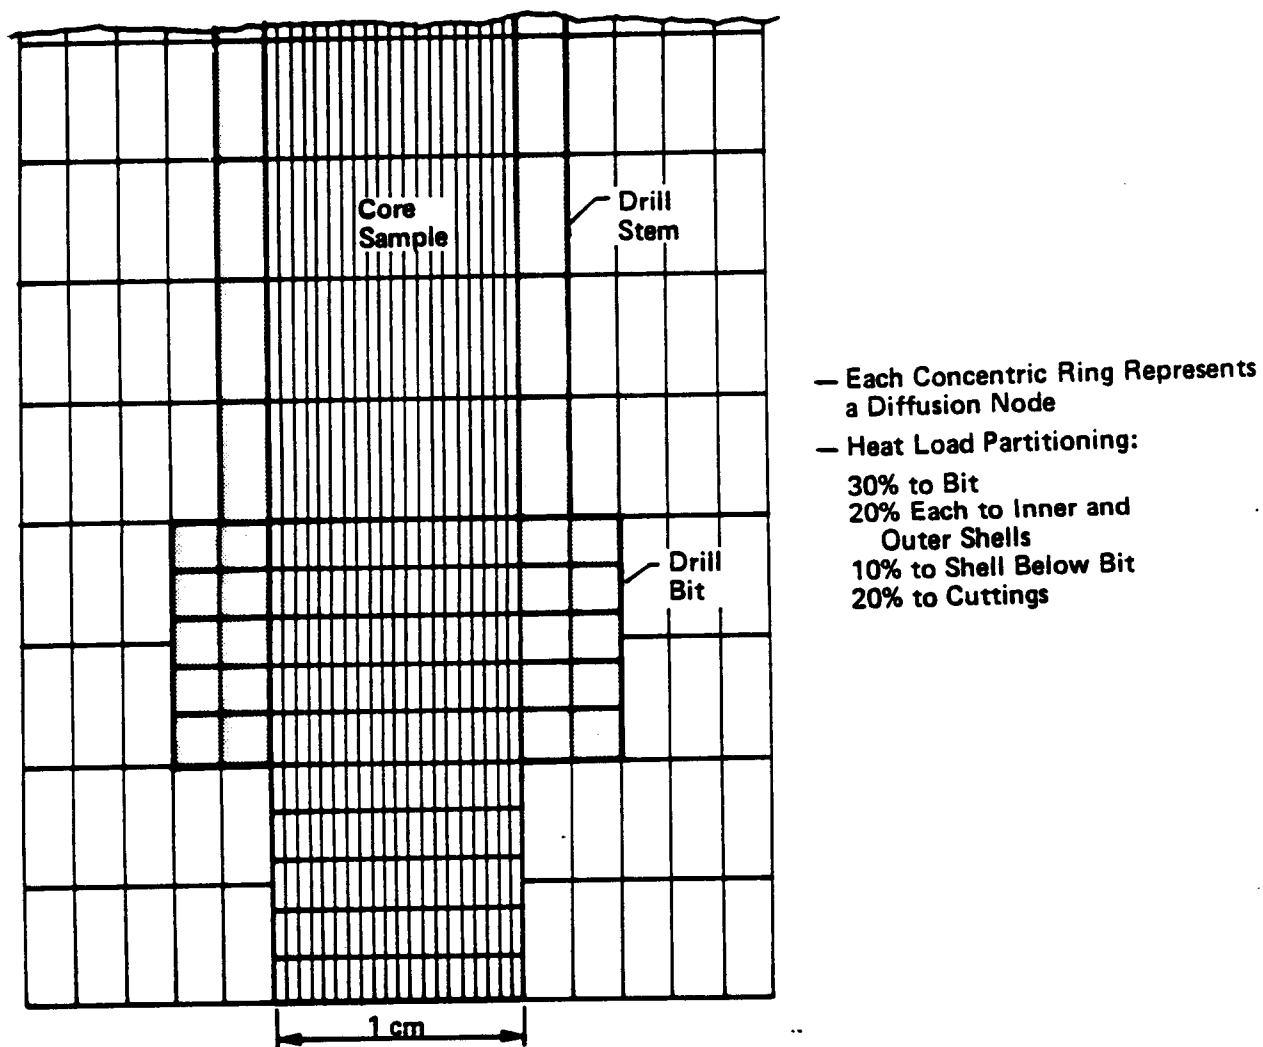 Core
Sample
Drill
Stem
Drill
Bit
— Each Concentric Ring Represents
a Diffusion Node
— Heat Load Partitioning:
30% to Bit
20% Each to Inner and
Outer Shells
10% to Shell Below Bit
20% to Cuttings
1 cm